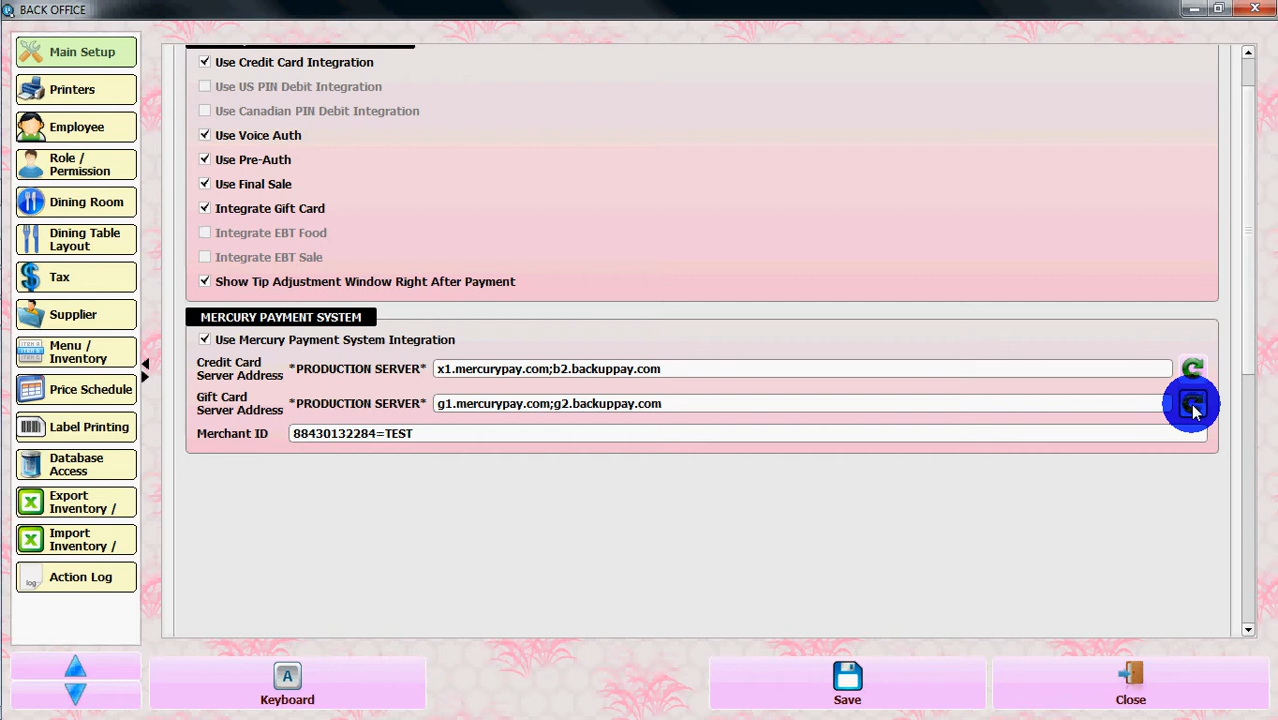 BACK OFFICE
Main Setup
Printers
Employee
Role /
Permission
Dining Room
Dining Table
Layout
Tax
Supplier
Menu /
Inventory
Price Schedule
Label Printing
Database
Access
Export
Inventory /
Import
Inventory /
log
Action Log
Use Credit Card Integration
Use US PIN Debit Integration
Use Canadian PIN Debit Integration
Use Voice Auth
Use Pre-Auth
Use Final Sale
Integrate Gift Card
Integrate EBT Food
Integrate EBT Sale
Show Tip Adjustment Window Right After Payment
MERCURY PAYMENT SYSTEM
Use Mercury Payment System Integration
Credit Card
Server Address *PRODUCTION SERVER* x1.mercurypay.com;b2.backuppay.com
Gift Card
Server Address *PRODUCTION SERVER* g1.mercurypay.com;g2.backuppay.com
Merchant ID 88430132284=TEST
A
Keyboard
Save
Close